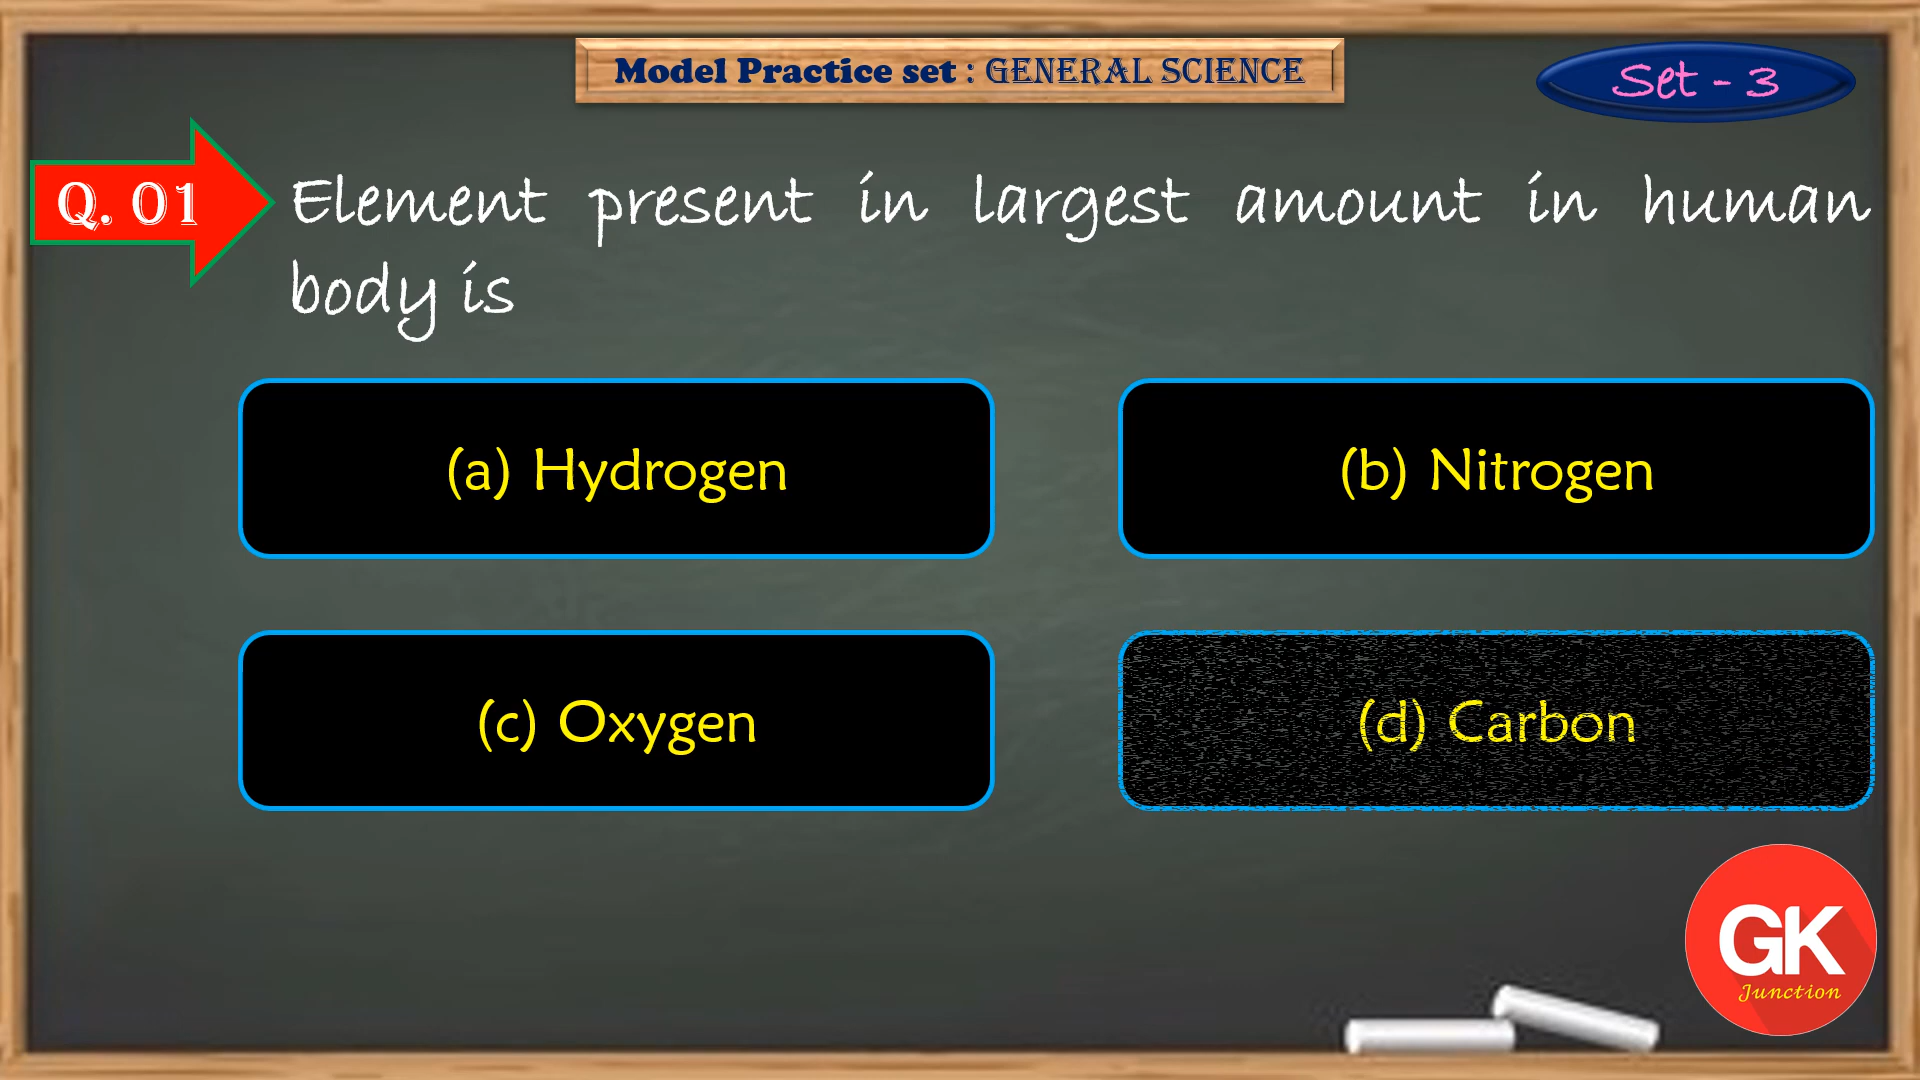 Model Practice set : GENERAL SCIENCE
Set - 3
Q. 01
Element present in largest amount in human
body is
(a) Hydrogen
(b) Nitrogen
(c) Oxygen
(d) Carbon
GK
Junction